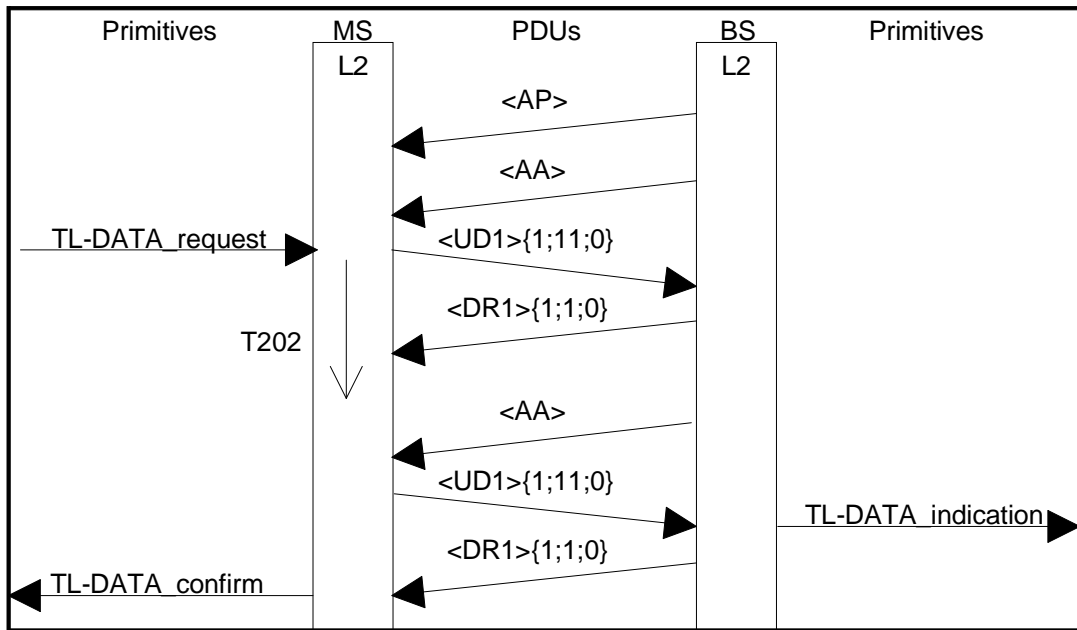 Primitives MS PDUs BS Primitives
L2 L2
<AP>
<AA>
TL-DATA_request <UD1>{1;11;0}
<DR1>{1;1;0}
T202
<AA>
<UD1>{1;11;0}
TL-DATA_indication
<DR1>{1;1;0}
TL-DATA_confirm